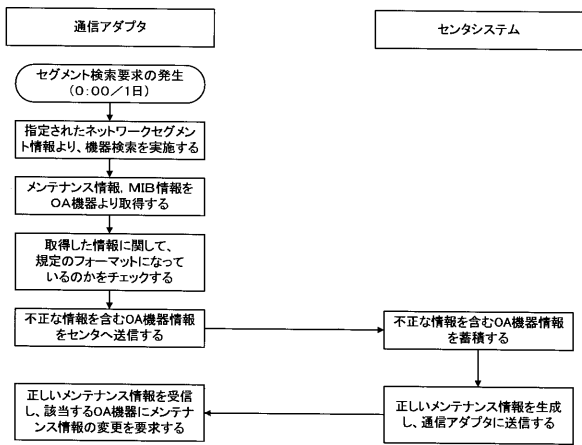 通信アダプタ
センタシステム
セグメント検索要求の発生
(0:00/1日)
指定されたネットワークセグメ
ント情報より、機器検索を実施する
メンテナンス情報, MIB情報を
OA機器より取得する
取得した情報に関して、
規定のフォーマットになって
いるのかをチェックする
不正な情報を含むOA機器情報
をセンタへ送信する
不正な情報を含むOA機器情報
を蓄積する
正しいメンテナンス情報を受信
し、該当するOA機器にメンテナ
ンス情報の変更を要求する
正しいメンテナンス情報を生成
し、通信アダプタに送信する